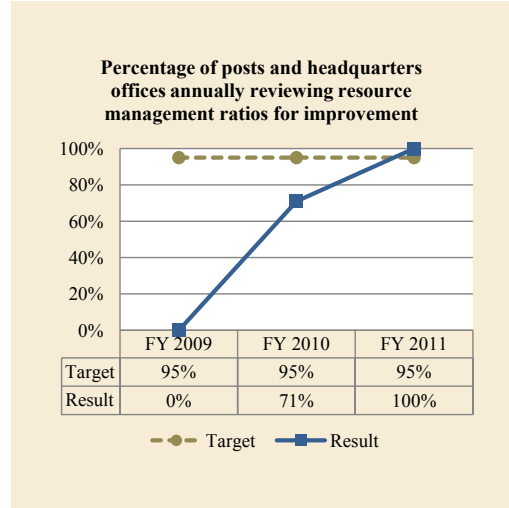 Percentage of posts and headquarters
offices annually reviewing resource
management ratios for improvement
100%
80%
60%
40%
20%
0%
FY 2009 FY 2010 FY 2011
Target 95% 95% 95%
Result 0% 71% 100%
Target Result